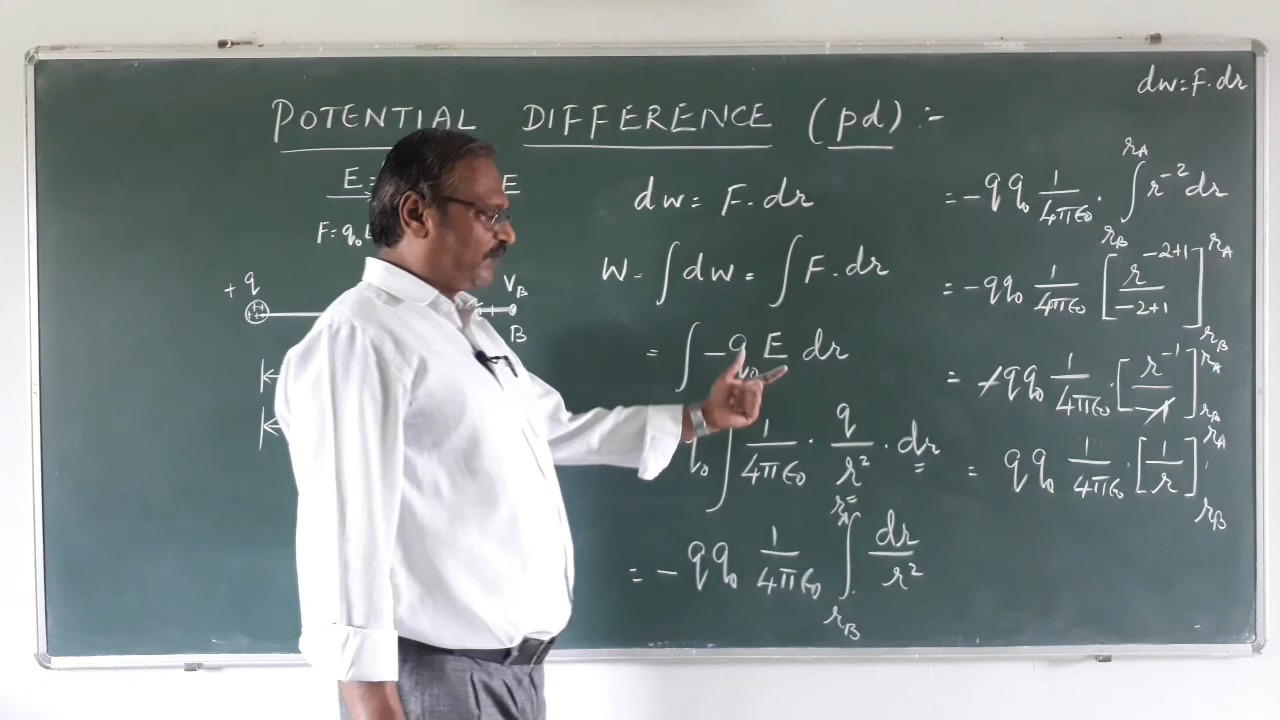 POTENTIAL DIFFERENCE (pd) :-
E= E
F=q₀E
+ q
++
++
V_B
B
dw = F.dr
W = ∫dw = ∫F.dr
= ∫ -q₀ E dr
q₀ ∫ 1/4πε₀ . q/r² . dr
= -qq₀ 1/4πε₀ ∫_{r_B}^{r_A} dr/r²
dw=F.dr
= -qq₀ 1/4πε₀ . ∫_{r_B}^{r_A} r⁻² dr
= -qq₀ 1/4πε₀ [r^{-2+1}/-2+1]_{r_B}^{r_A}
= -qq₀ 1/4πε₀ . [r⁻¹/-1]_{r_B}^{r_A}
= qq₀ 1/4πε₀ . [1/r]_{r_B}^{r_A}